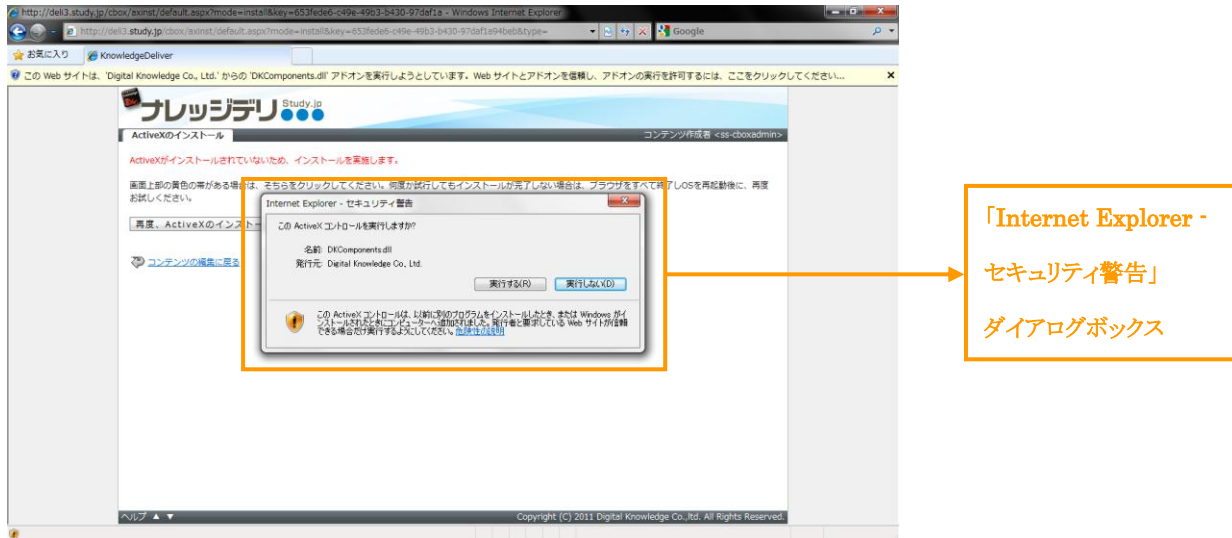 http://deli3.study.jp/cbox/axinst/default.aspx?mode=install&key=653fede6-c49e-49b3-b430-97daf1a - Windows Internet Explorer
http://deli3.study.jp/cbox/axinst/default.aspx?mode=install&key=653fede6-c49e-49b3-b430-97daf1a94beb&type=
Google
お気に入り
KnowledgeDeliver
この Web サイトは、'Digital Knowledge Co., Ltd.' からの 'DKComponents.dll' アドオンを実行しようとしています。Web サイトとアドオンを信頼し、アドオンの実行を許可するには、ここをクリックしてください...
ナレッジデリ Study.jp
ActiveXのインストール
コンテンツ作成者 <ss-cboxadmin>
ActiveXがインストールされていないため、インストールを実施します。
画面上部の黄色の帯がある場合は、そちらをクリックしてください。何度か試行してもインストールが完了しない場合は、ブラウザをすべて終了しOSを再起動後に、再度
お試しください。
再度、ActiveXのインストー
コンテンツの編集に戻る
Internet Explorer - セキュリティ警告
この ActiveX コントロールを実行しますか?
名前: DKComponents.dll
発行元: Digital Knowledge Co., Ltd.
実行する(R)
実行しない(D)
この ActiveX コントロールは、以前に別のプログラムをインストールしたとき、または Windows がイ
ンストールされたときにコンピューターへ追加されました。発行者と要求している Web サイトが信頼
できる場合だけ実行するようにしてください。危険性の説明
「Internet Explorer -
セキュリティ警告」
ダイアログボックス
ヘルプ ▲ ▼
Copyright (C) 2011 Digital Knowledge Co.,ltd. All Rights Reserved.